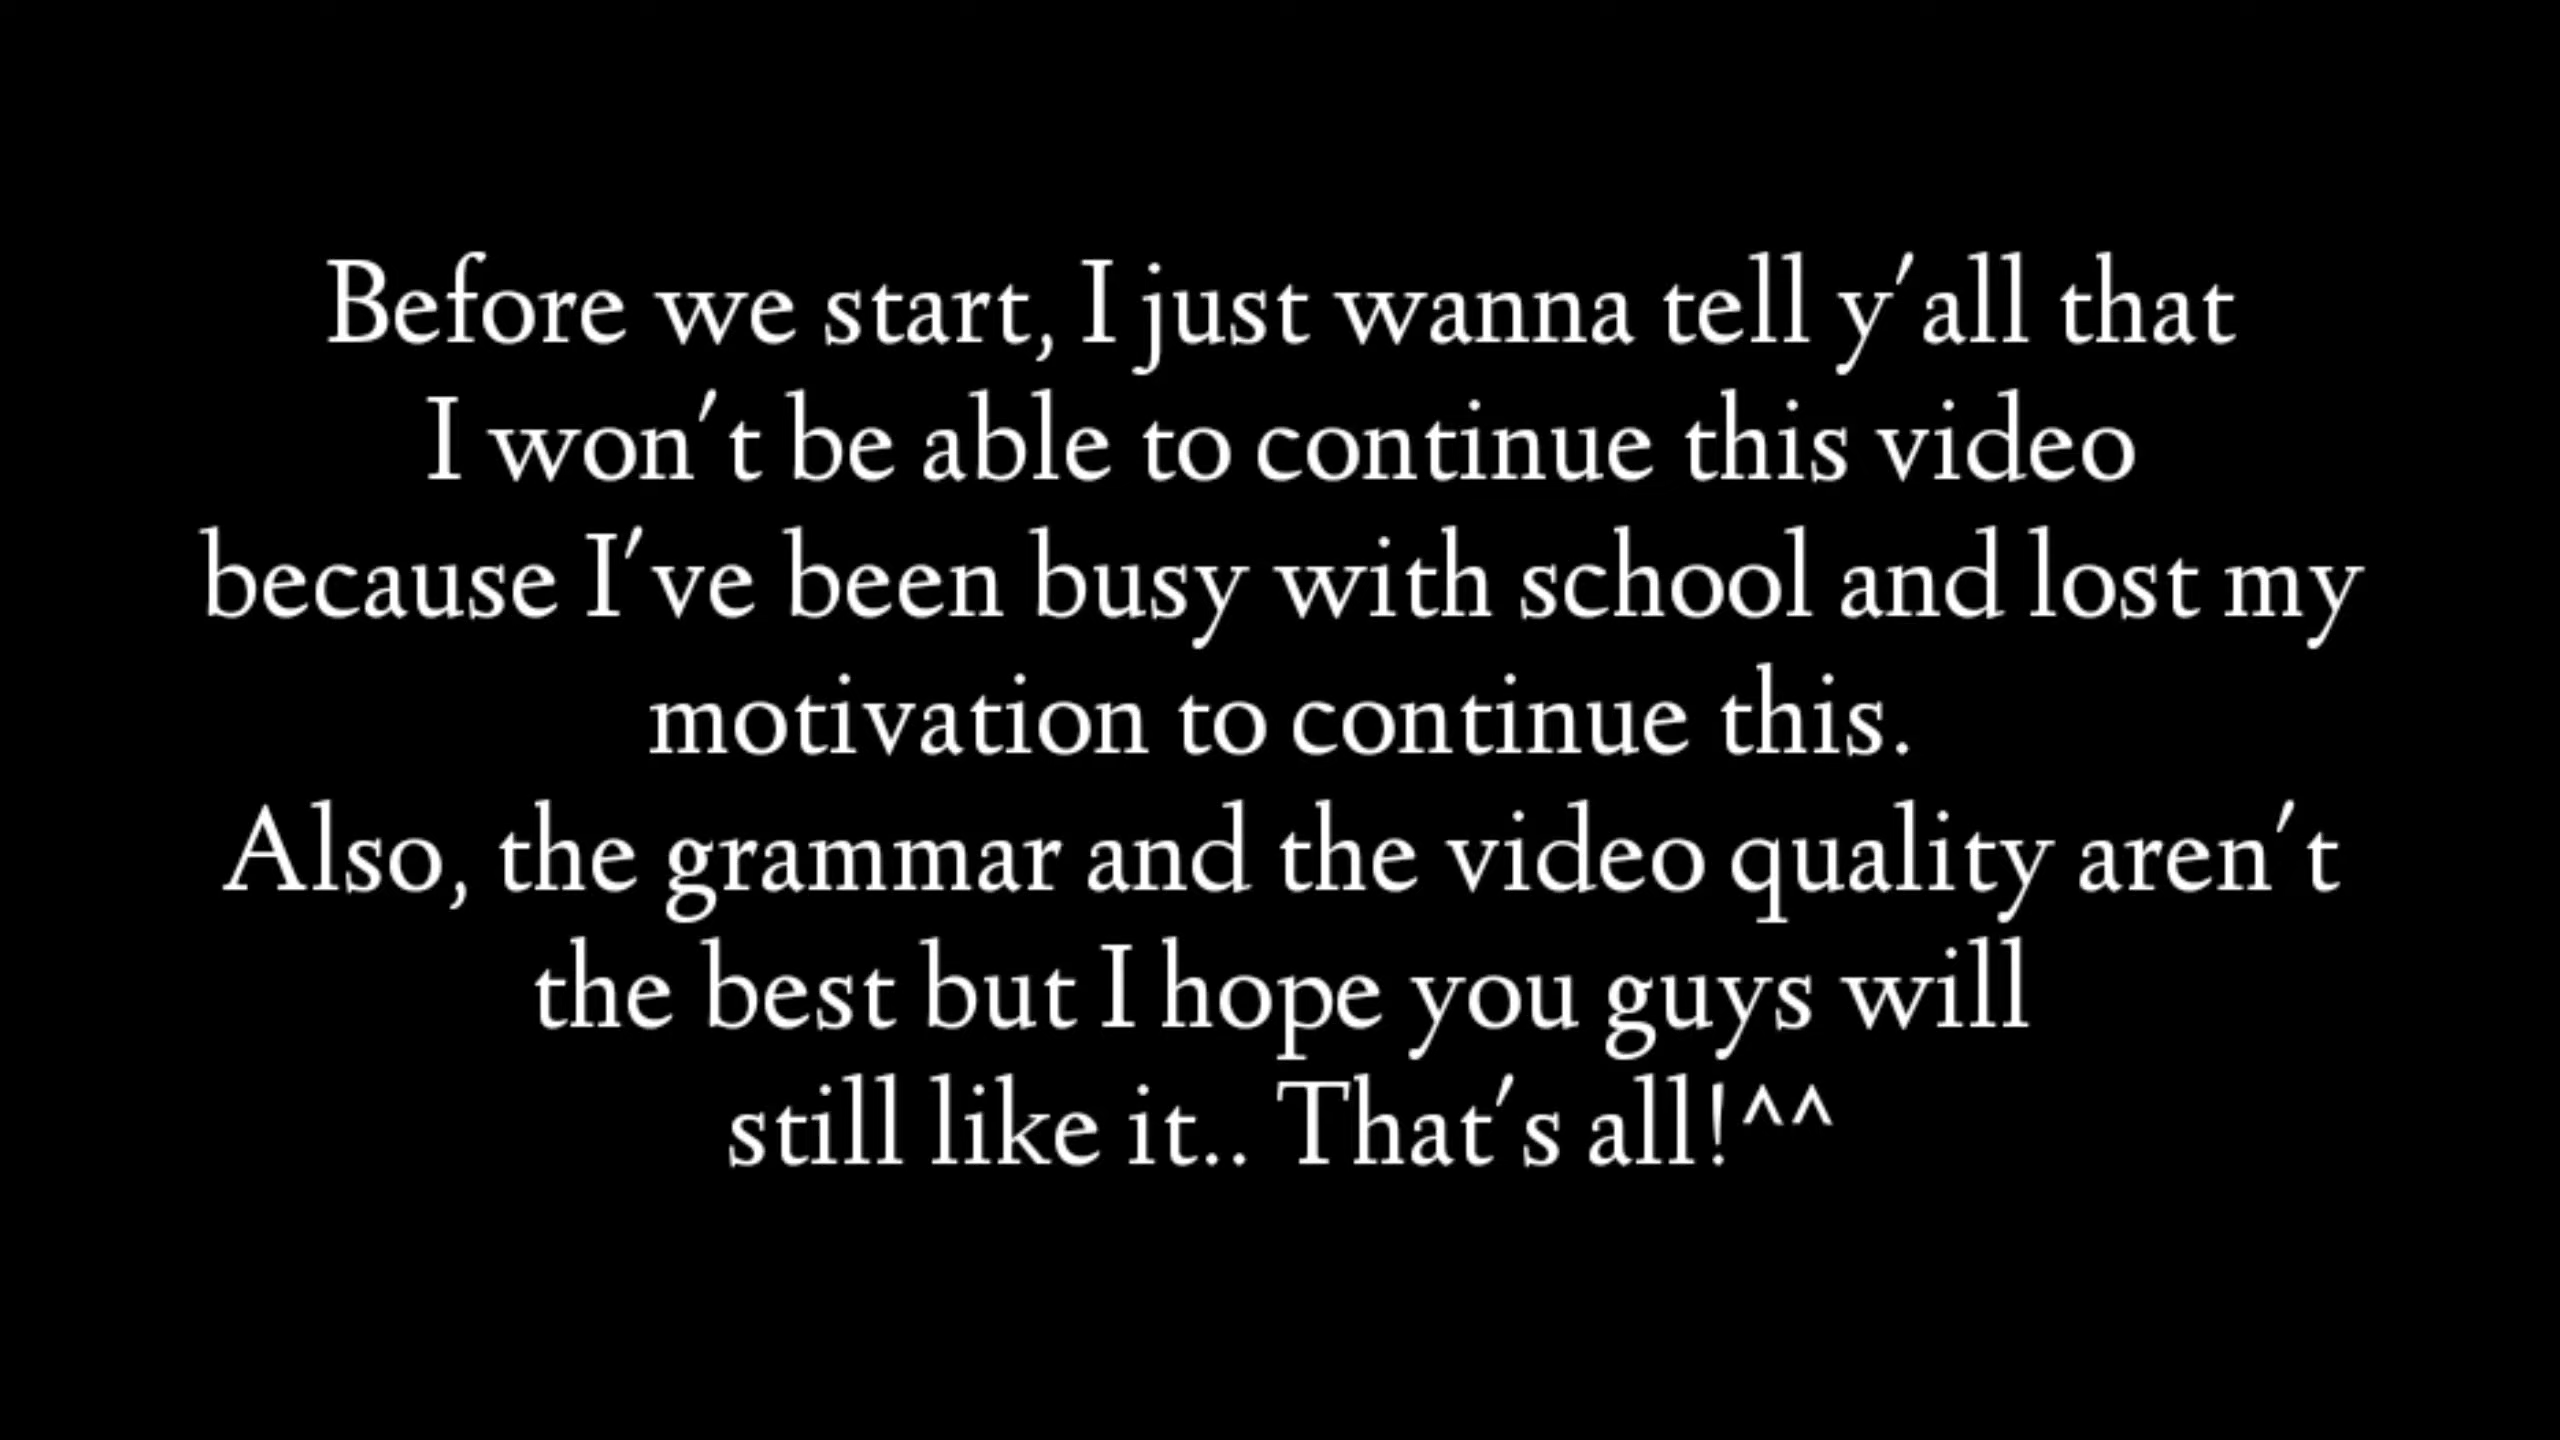 Before we start, I just wanna tell y'all that
I won't be able to continue this video
because I've been busy with school and lost my
motivation to continue this.
Also, the grammar and the video quality aren't
the best but I hope you guys will
still like it.. That's all!^^